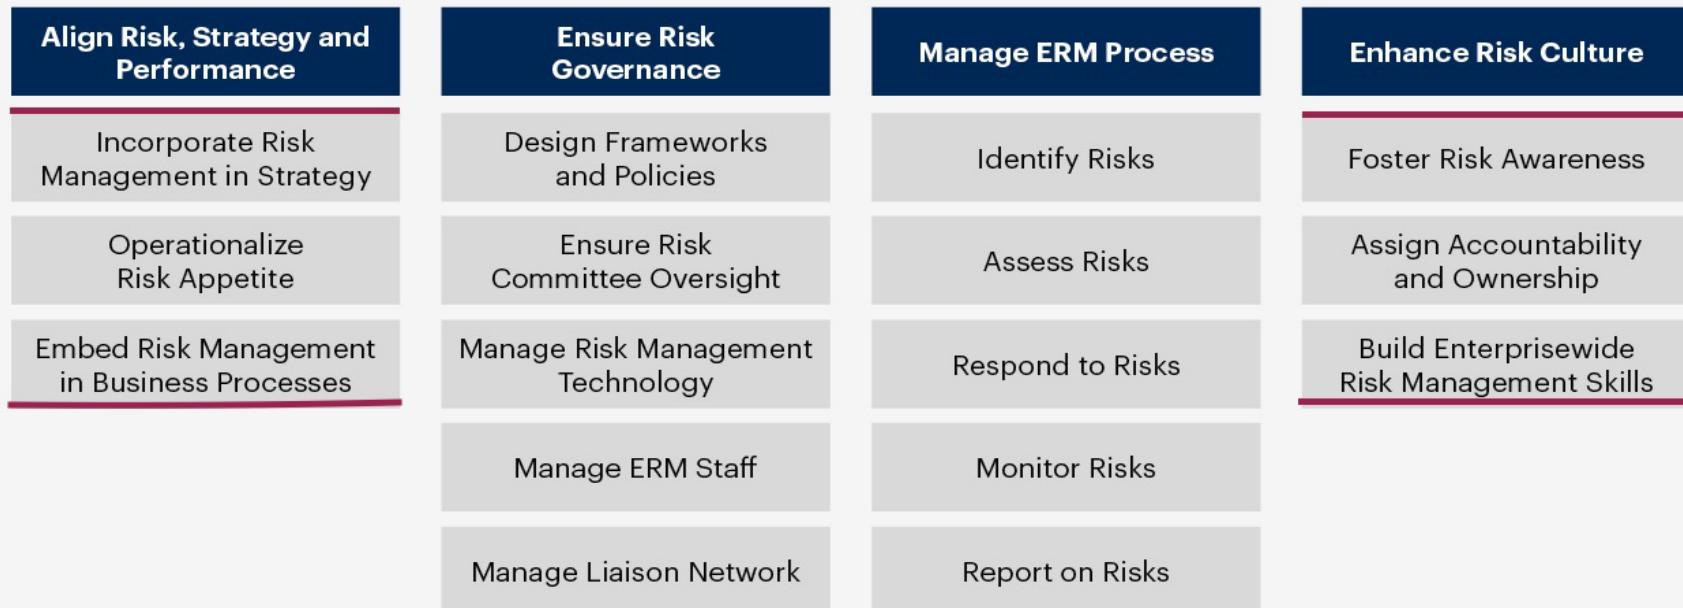 Align Risk, Strategy and
Performance
Incorporate Risk
Management in Strategy
Operationalize
Risk Appetite
Embed Risk Management
in Business Processes
Ensure Risk
Governance
Design Frameworks
and Policies
Ensure Risk
Committee Oversight
Manage Risk Management
Technology
Manage ERM Staff
Manage Liaison Network
Manage ERM Process
Identify Risks
Assess Risks
Respond to Risks
Monitor Risks
Report on Risks
Enhance Risk Culture
Foster Risk Awareness
Assign Accountability
and Ownership
Build Enterprisewide
Risk Management Skills